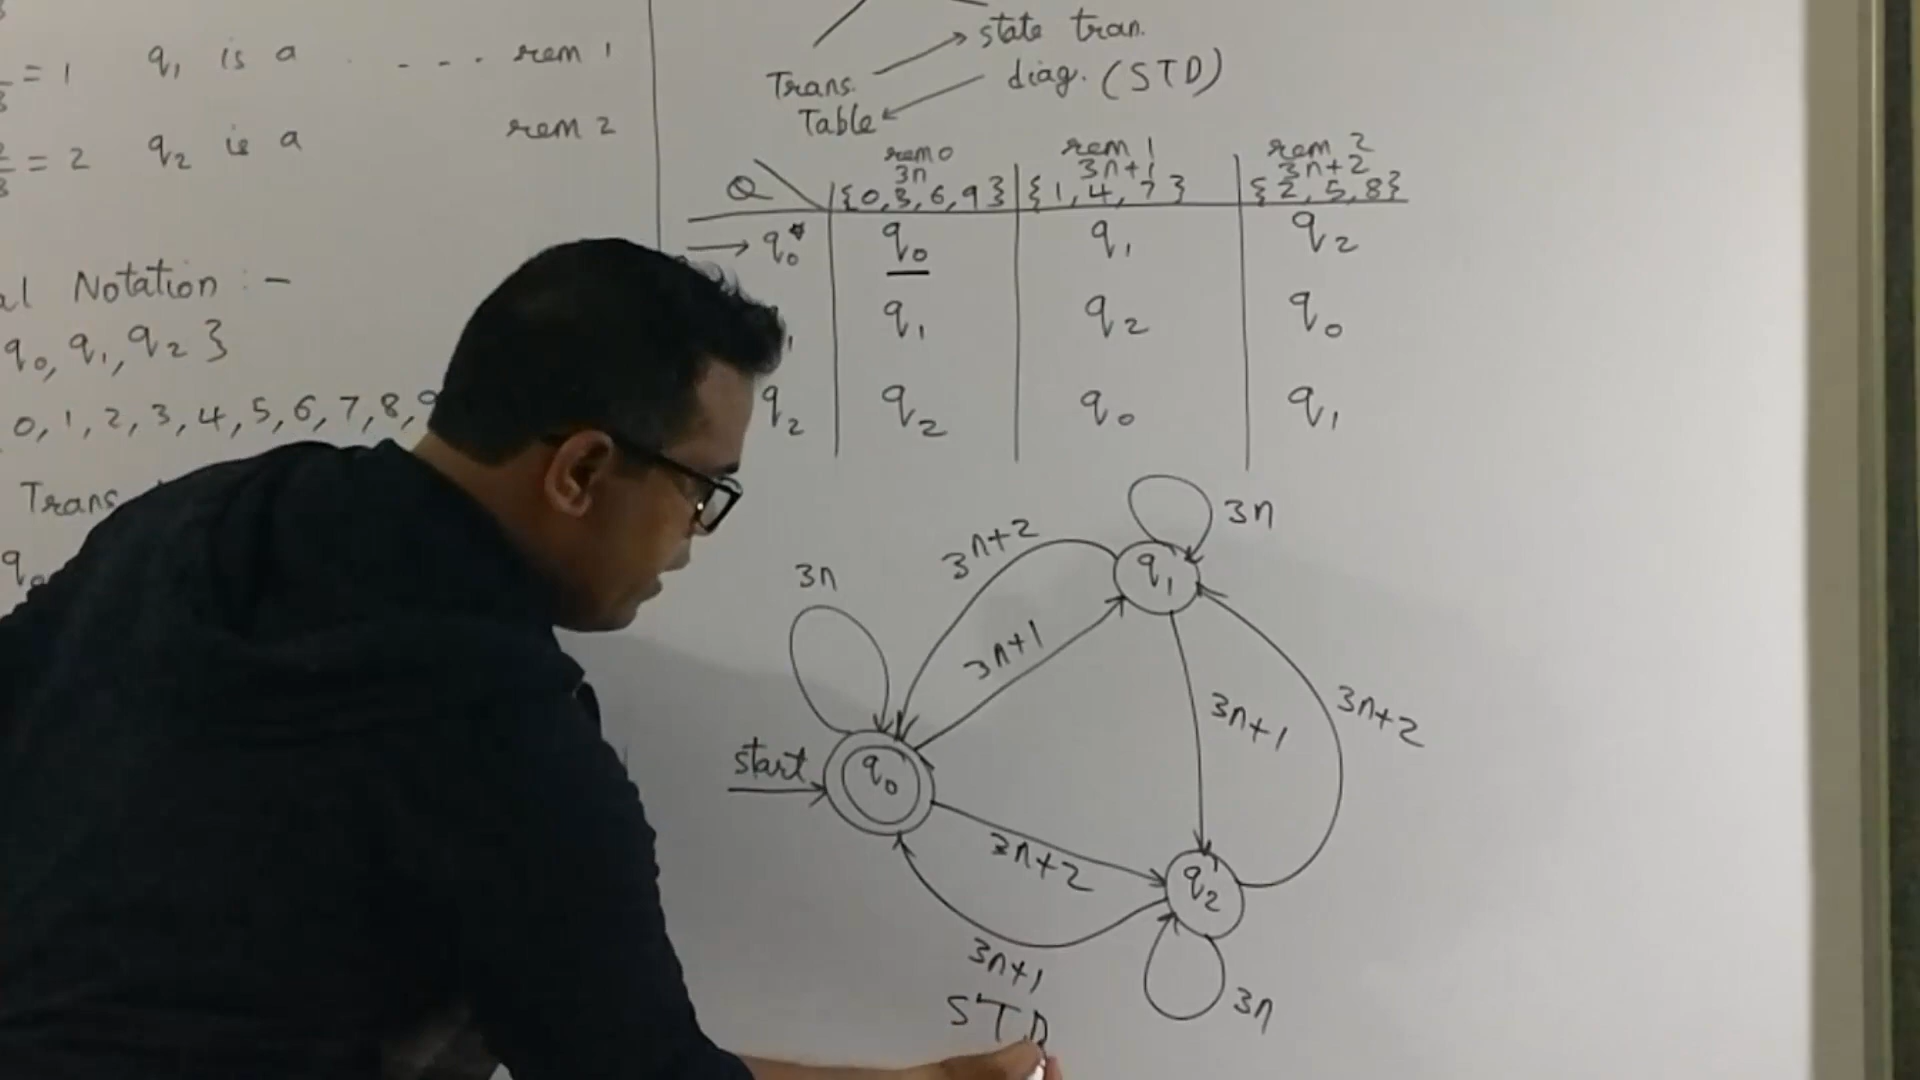 = 1 q₁ is a . - - - rem 1
= 2 q₂ is a rem 2
3
al Notation :-
q₀, q₁, q₂ }
0, 1, 2, 3, 4, 5, 6, 7, 8, 9
Trans
q₀
state tran.
Trans. → diag. (STD)
Table ←
rem 0 rem 1 rem 2
3n 3n+1 3n+2
Q {0,3,6,9} {1,4,7} {2,5,8}
→ q₀* q₀ q₁ q₂
q₁ q₂ q₀
q₂ q₂ q₀ q₁
3n
3n+2
q₁
3n
3n+1
3n+1
3n+2
start
q₀
3n+2
q₂
3n+1
3n
STD